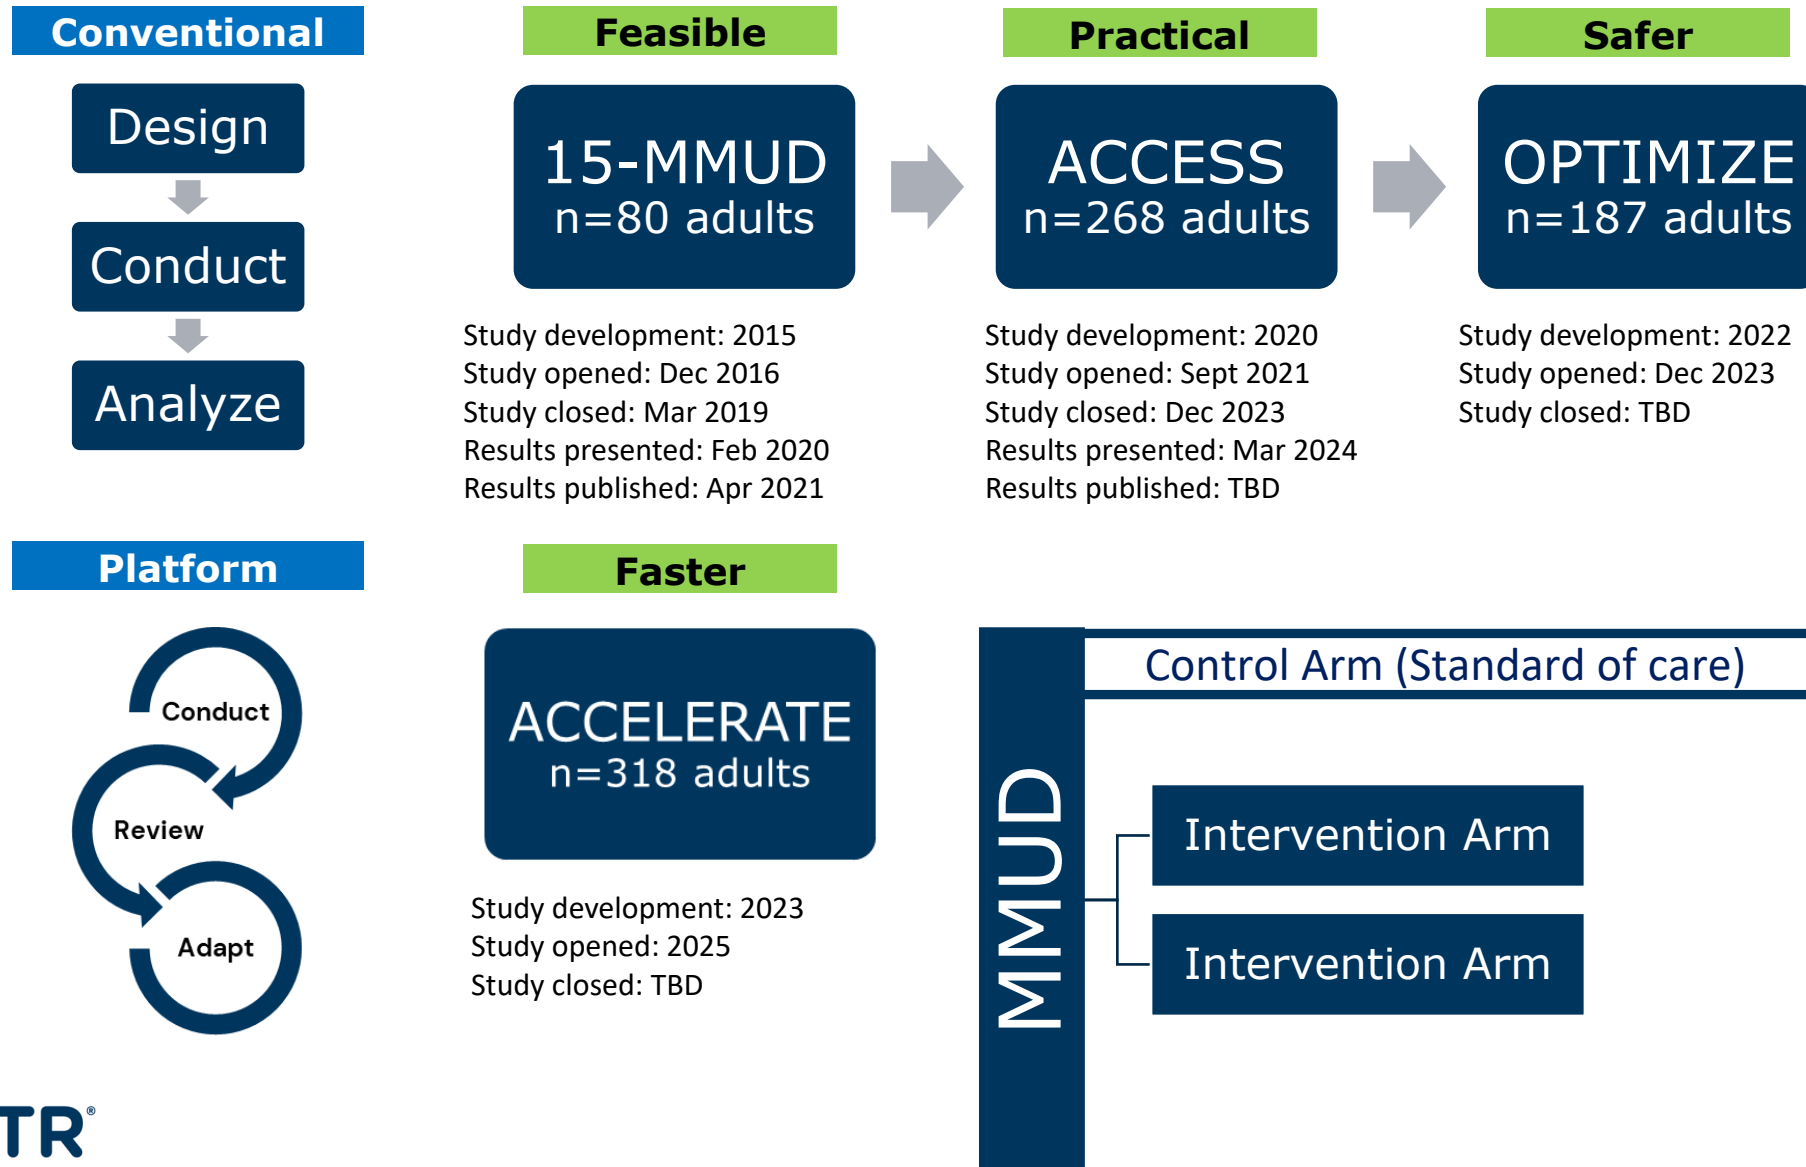 Conventional
Design
Conduct
Analyze
Feasible
15-MMUD
n=80 adults
Study development: 2015
Study opened: Dec 2016
Study closed: Mar 2019
Results presented: Feb 2020
Results published: Apr 2021
Practical
ACCESS
n=268 adults
Study development: 2020
Study opened: Sept 2021
Study closed: Dec 2023
Results presented: Mar 2024
Results published: TBD
Safer
OPTIMIZE
n=187 adults
Study development: 2022
Study opened: Dec 2023
Study closed: TBD
Platform
Conduct
Review
Adapt
Faster
ACCELERATE
n=318 adults
Study development: 2023
Study opened: 2025
Study closed: TBD
MMUD
Control Arm (Standard of care)
Intervention Arm
Intervention Arm
TR®